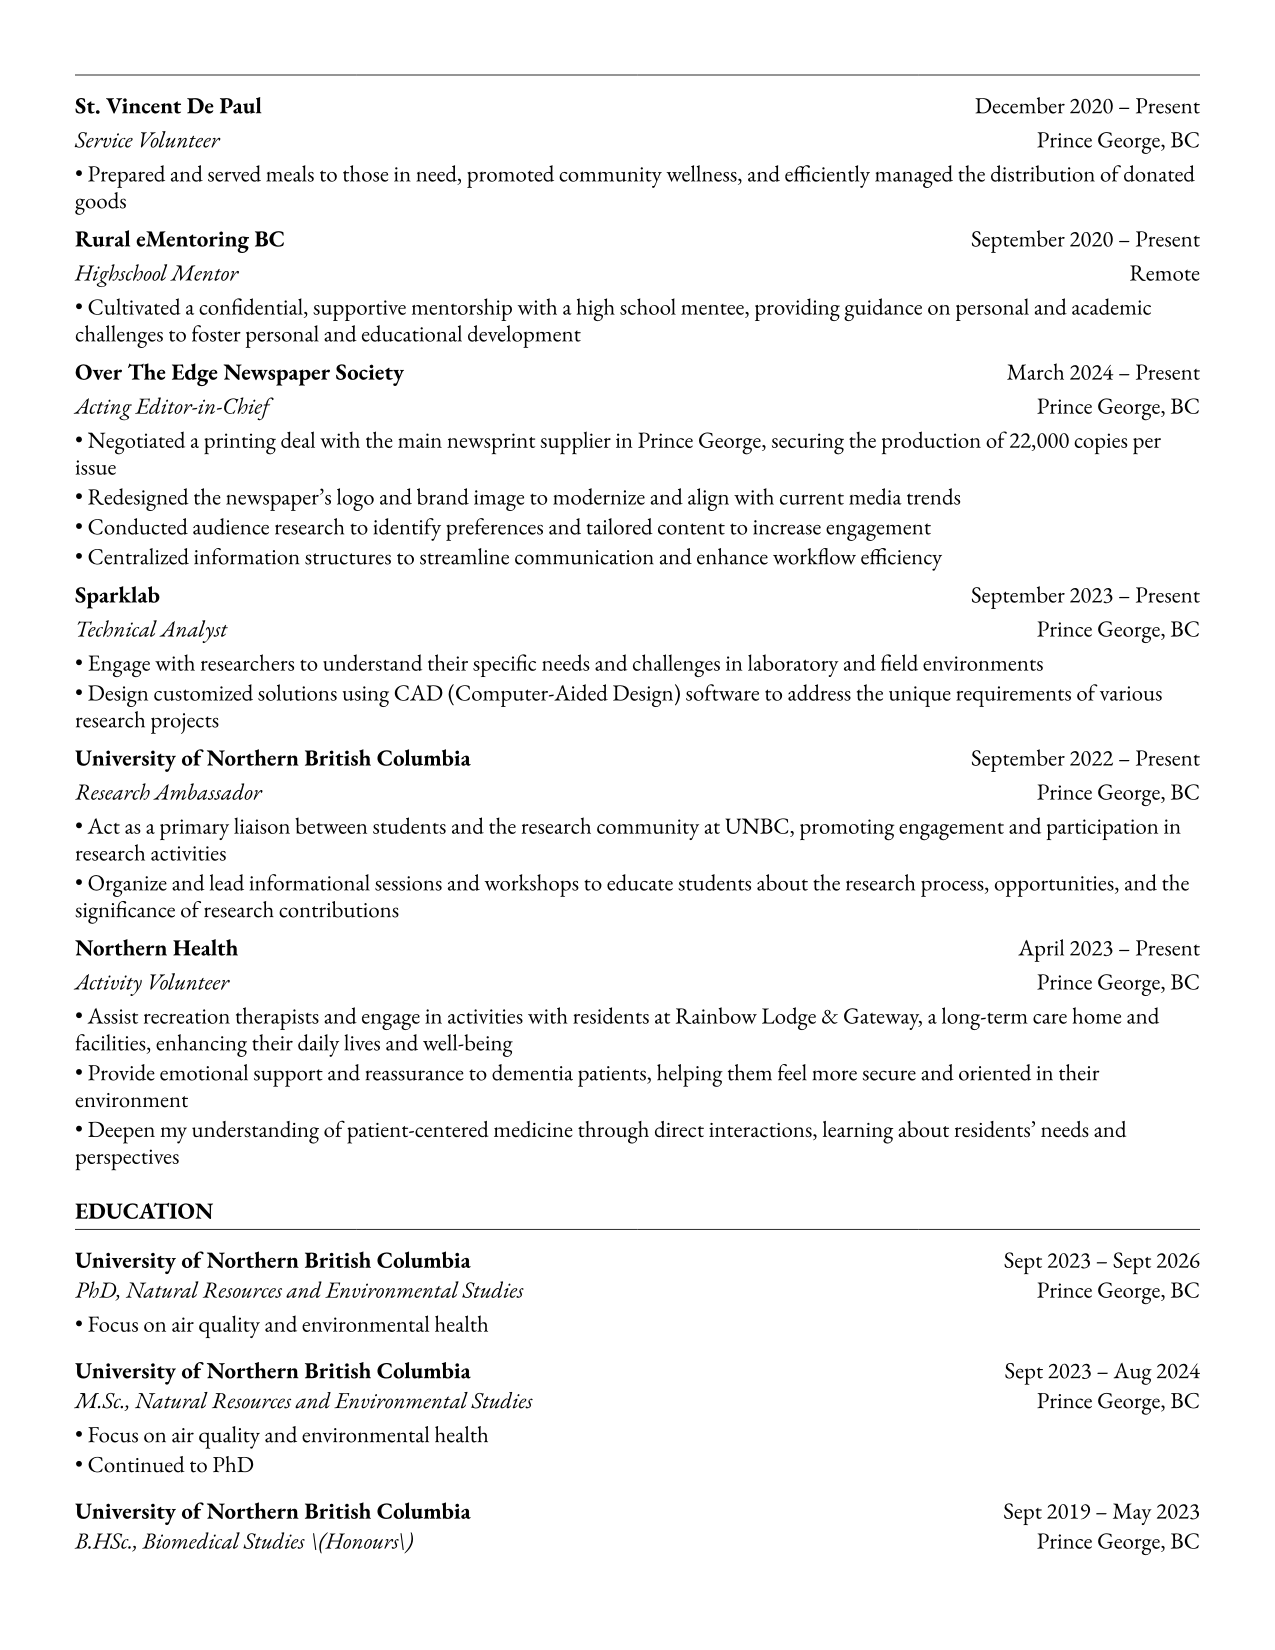 St. Vincent De Paul December 2020 – Present
Service Volunteer Prince George, BC
• Prepared and served meals to those in need, promoted community wellness, and efficiently managed the distribution of donated
goods
Rural eMentoring BC September 2020 – Present
Highschool Mentor Remote
• Cultivated a confidential, supportive mentorship with a high school mentee, providing guidance on personal and academic
challenges to foster personal and educational development
Over The Edge Newspaper Society March 2024 – Present
Acting Editor-in-Chief Prince George, BC
• Negotiated a printing deal with the main newsprint supplier in Prince George, securing the production of 22,000 copies per
issue
• Redesigned the newspaper’s logo and brand image to modernize and align with current media trends
• Conducted audience research to identify preferences and tailored content to increase engagement
• Centralized information structures to streamline communication and enhance workflow efficiency
Sparklab September 2023 – Present
Technical Analyst Prince George, BC
• Engage with researchers to understand their specific needs and challenges in laboratory and field environments
• Design customized solutions using CAD (Computer-Aided Design) software to address the unique requirements of various
research projects
University of Northern British Columbia September 2022 – Present
Research Ambassador Prince George, BC
• Act as a primary liaison between students and the research community at UNBC, promoting engagement and participation in
research activities
• Organize and lead informational sessions and workshops to educate students about the research process, opportunities, and the
significance of research contributions
Northern Health April 2023 – Present
Activity Volunteer Prince George, BC
• Assist recreation therapists and engage in activities with residents at Rainbow Lodge & Gateway, a long-term care home and
facilities, enhancing their daily lives and well-being
• Provide emotional support and reassurance to dementia patients, helping them feel more secure and oriented in their
environment
• Deepen my understanding of patient-centered medicine through direct interactions, learning about residents’ needs and
perspectives
EDUCATION
University of Northern British Columbia Sept 2023 – Sept 2026
PhD, Natural Resources and Environmental Studies Prince George, BC
• Focus on air quality and environmental health
University of Northern British Columbia Sept 2023 – Aug 2024
M.Sc., Natural Resources and Environmental Studies Prince George, BC
• Focus on air quality and environmental health
• Continued to PhD
University of Northern British Columbia Sept 2019 – May 2023
B.HSc., Biomedical Studies \(Honours\) Prince George, BC